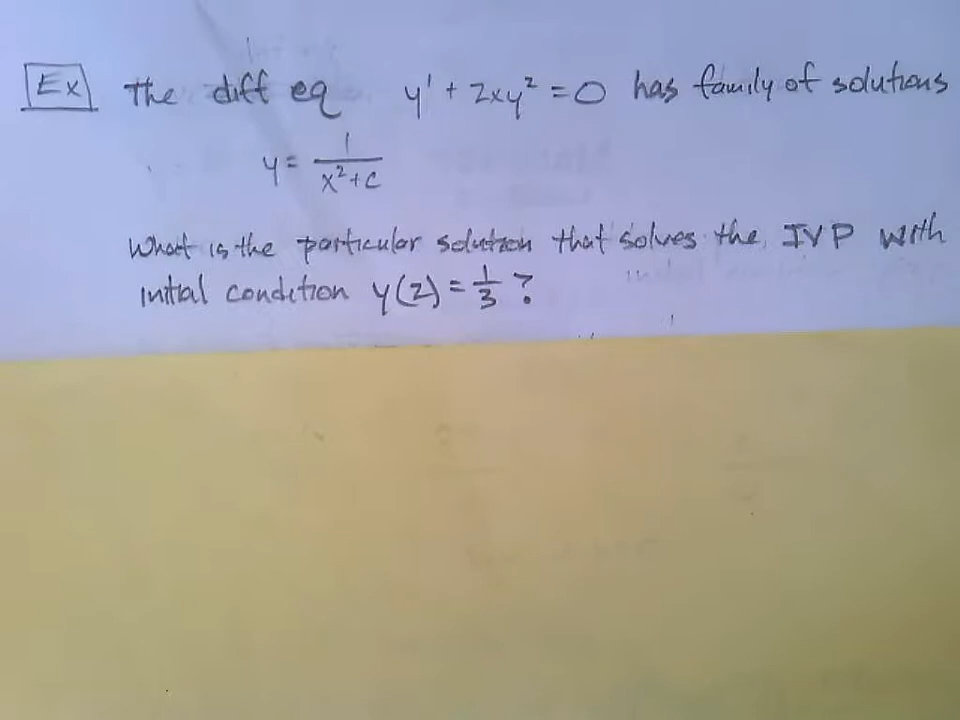 Ex The diff eq y' + 2xy² = 0 has family of solutions
y = 1/(x²+c)
What is the particular solution that solves the IVP with
initial condition y(2) = 1/3 ?